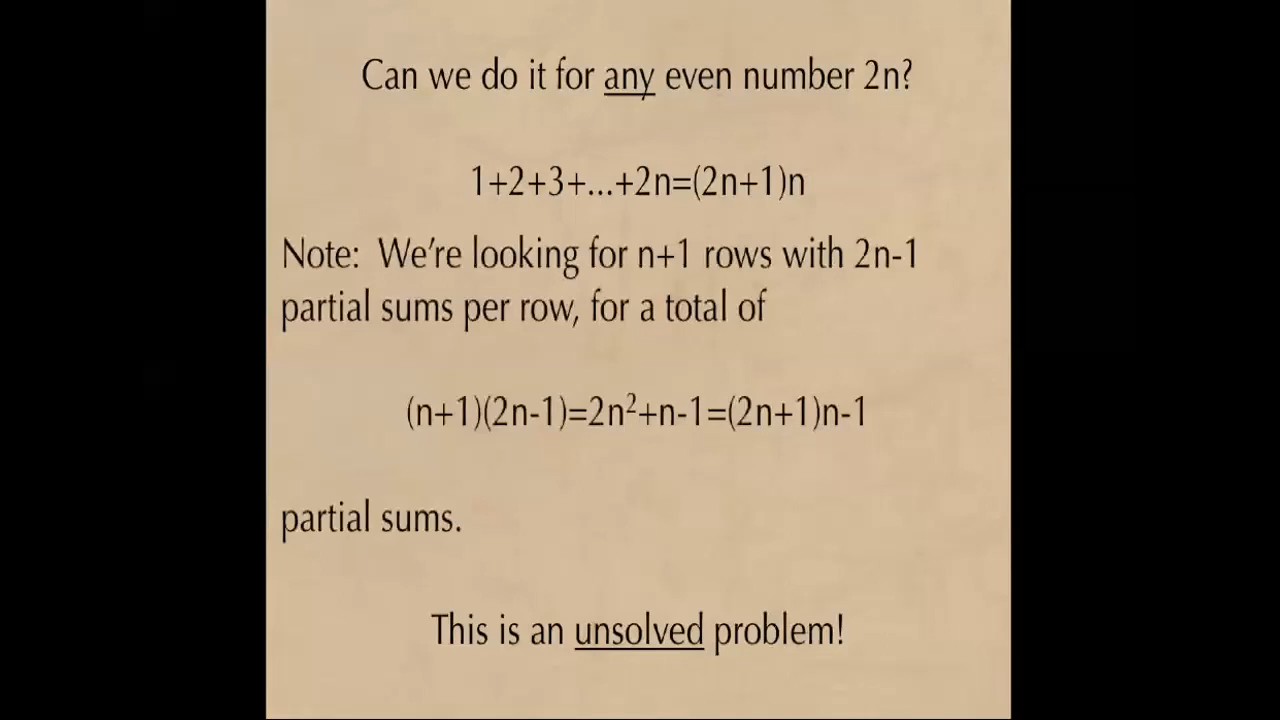 Can we do it for any even number 2n?
1+2+3+...+2n=(2n+1)n
Note:  We’re looking for n+1 rows with 2n-1
partial sums per row, for a total of
(n+1)(2n-1)=2n²+n-1=(2n+1)n-1
partial sums.
This is an unsolved problem!